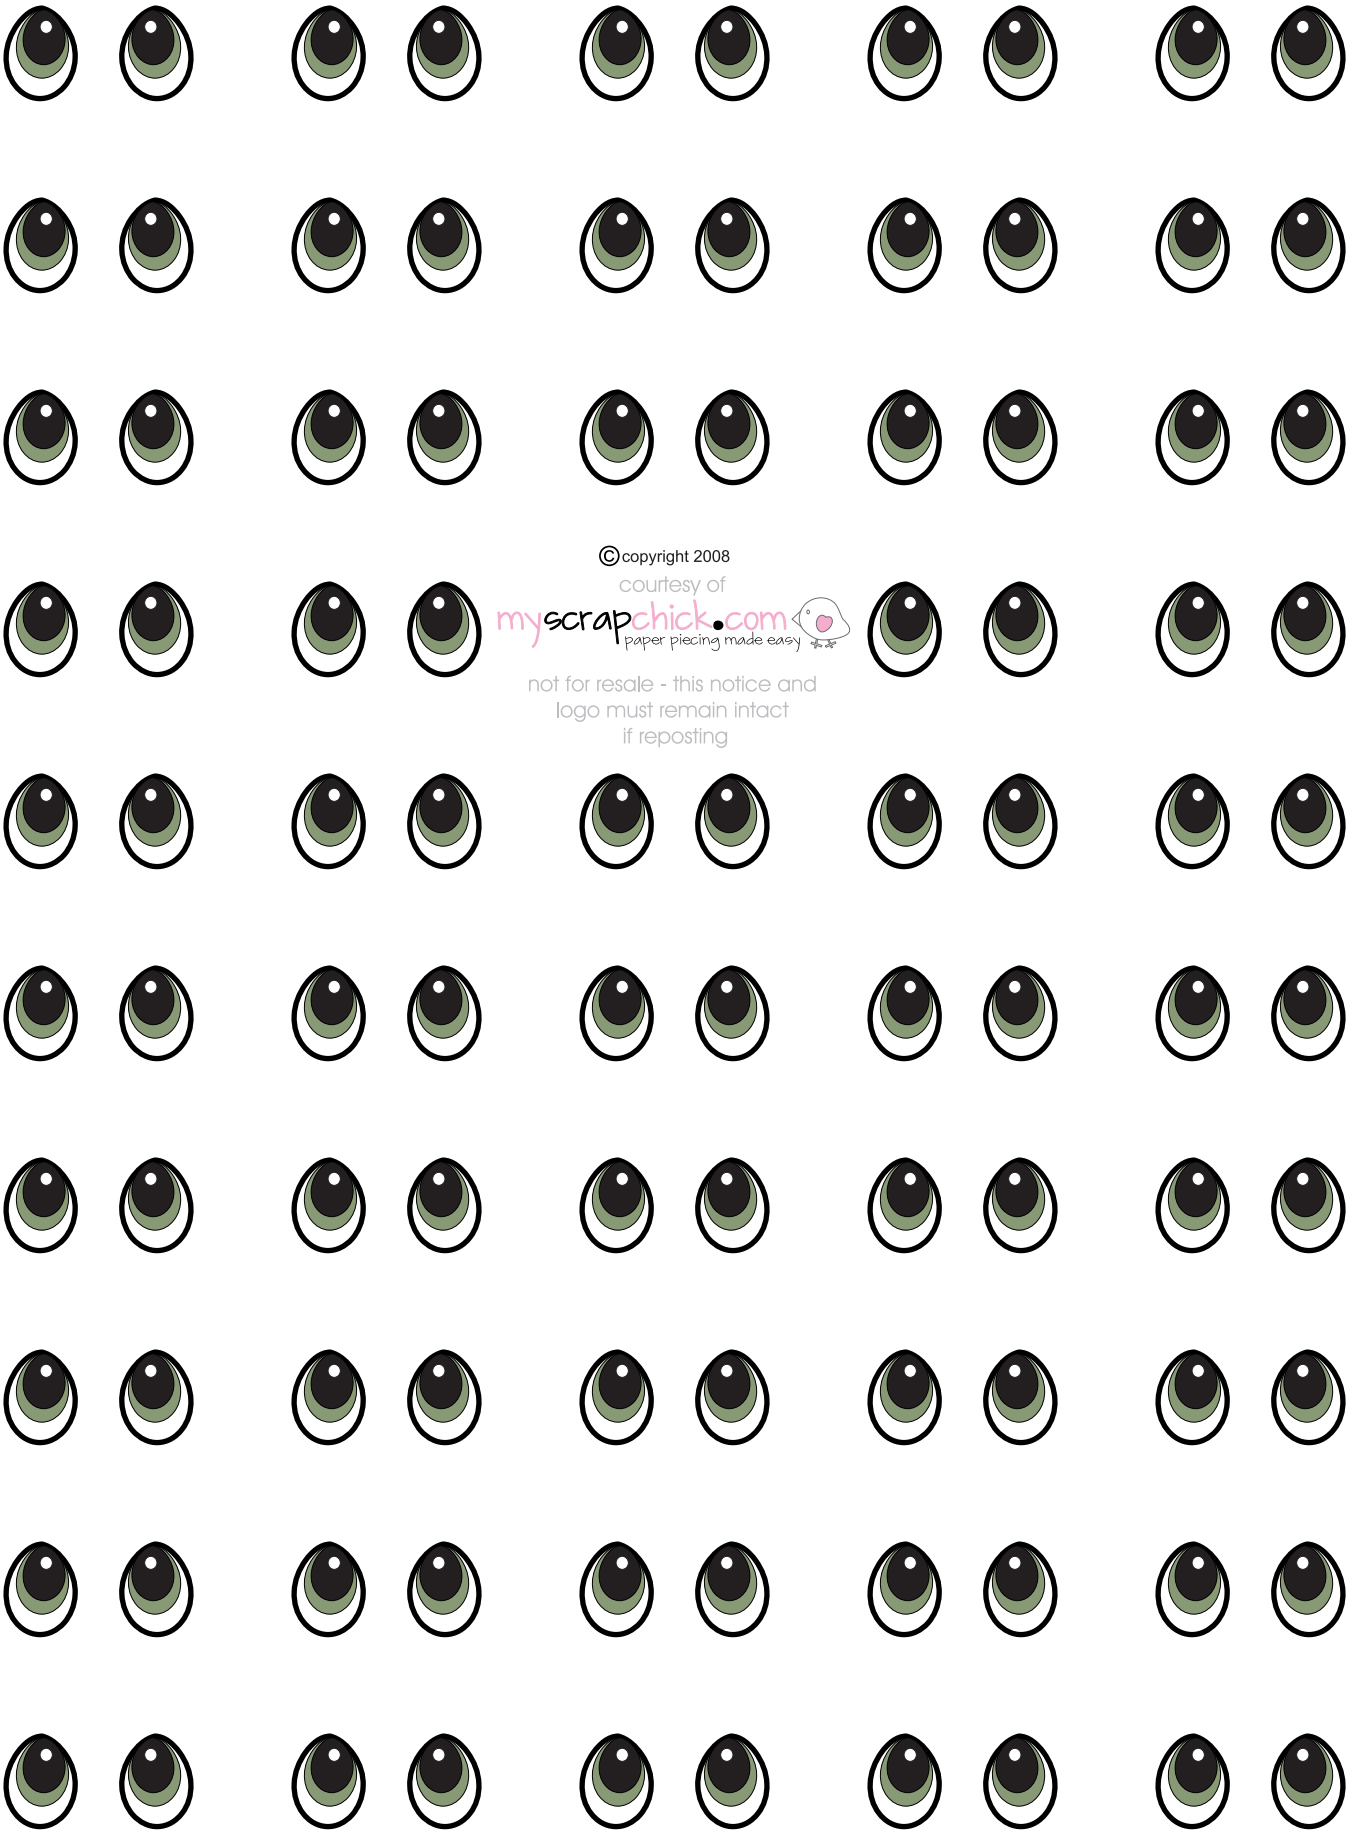 ©copyright 2008
courtesy of
myscrapchick.com
paper piecing made easy
not for resale - this notice and
logo must remain intact
if reposting